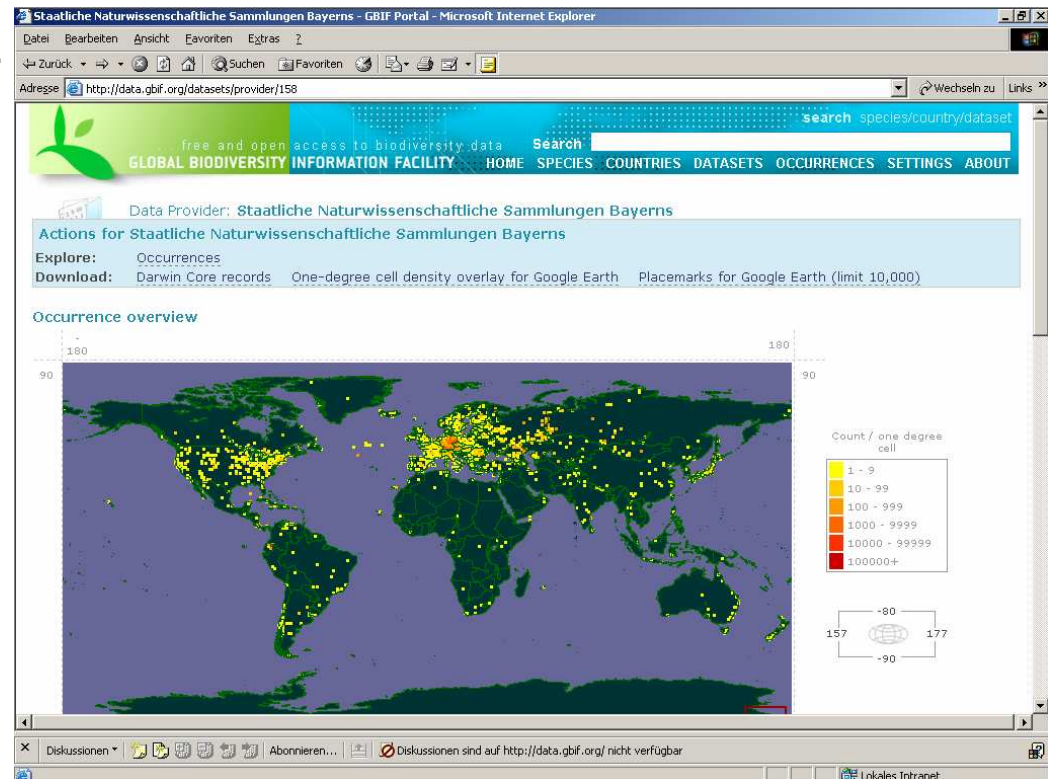 Staatliche Naturwissenschaftliche Sammlungen Bayerns - GBIF Portal - Microsoft Internet Explorer
Datei Bearbeiten Ansicht Favoriten Extras ?
Zurück Suchen Favoriten
Adresse http://data.gbif.org/datasets/provider/158 Wechseln zu Links »
search species/country/dataset
free and open access to biodiversity data Search
GLOBAL BIODIVERSITY INFORMATION FACILITY HOME SPECIES COUNTRIES DATASETS OCCURRENCES SETTINGS ABOUT
Data Provider: Staatliche Naturwissenschaftliche Sammlungen Bayerns
Actions for Staatliche Naturwissenschaftliche Sammlungen Bayerns
Explore: Occurrences
Download: Darwin Core records One-degree cell density overlay for Google Earth Placemarks for Google Earth (limit 10,000)
Occurrence overview
-
180 180
90 90
Count / one degree
cell
1 - 9
10 - 99
100 - 999
1000 - 9999
10000 - 99999
100000+
-80
157 177
-90
Diskussionen Abonnieren... Diskussionen sind auf http://data.gbif.org/ nicht verfügbar
Lokales Intranet